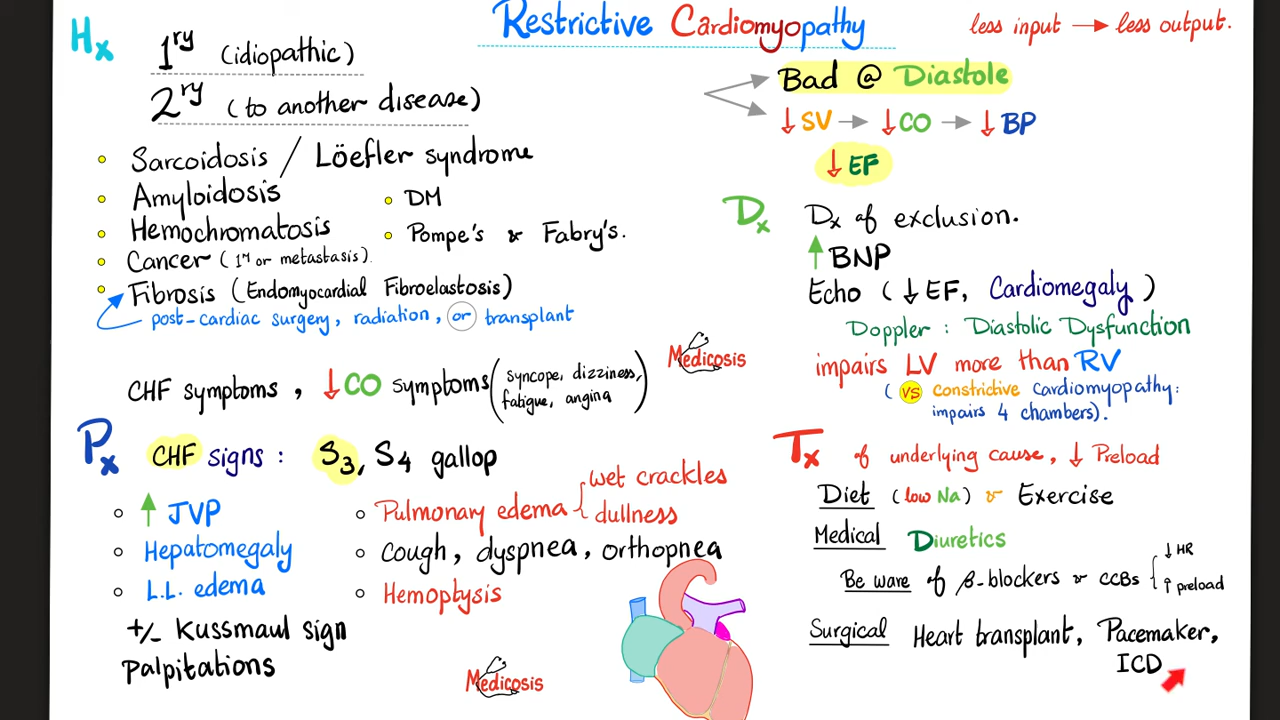 Restrictive Cardiomyopathy
less input → less output.
Hx
1ry (idiopathic)
2ry (to another disease)
• Sarcoidosis / Löefler syndrome
• Amyloidosis
• DM
• Hemochromatosis
• Pompe's & Fabry's.
• Cancer (1ry or metastasis).
• Fibrosis (Endomyocardial Fibroelastosis)
post-cardiac surgery, radiation, or transplant
CHF symptoms, ↓CO symptoms (syncope, dizziness, fatigue, angina)
Medicosis
Px
CHF signs : S3, S4 gallop
○ ↑ JVP
○ Hepatomegaly
○ L.L. edema
+/- Kussmaul sign
Palpitations
○ Pulmonary edema
wet crackles
dullness
○ Cough, dyspnea, orthopnea
○ Hemoptysis
Medicosis
Bad @ Diastole
↓SV → ↓CO → ↓BP
↓EF
Dx
Dx of exclusion.
↑BNP
Echo (↓EF, Cardiomegaly)
Doppler : Diastolic Dysfunction
impairs LV more than RV
(VS constrictive cardiomyopathy:
impairs 4 chambers).
Tx
of underlying cause, ↓ Preload
Diet (low Na) & Exercise
Medical Diuretics
Be ware of β-blockers & CCBs
↓HR
↑preload
Surgical Heart transplant, Pacemaker,
ICD